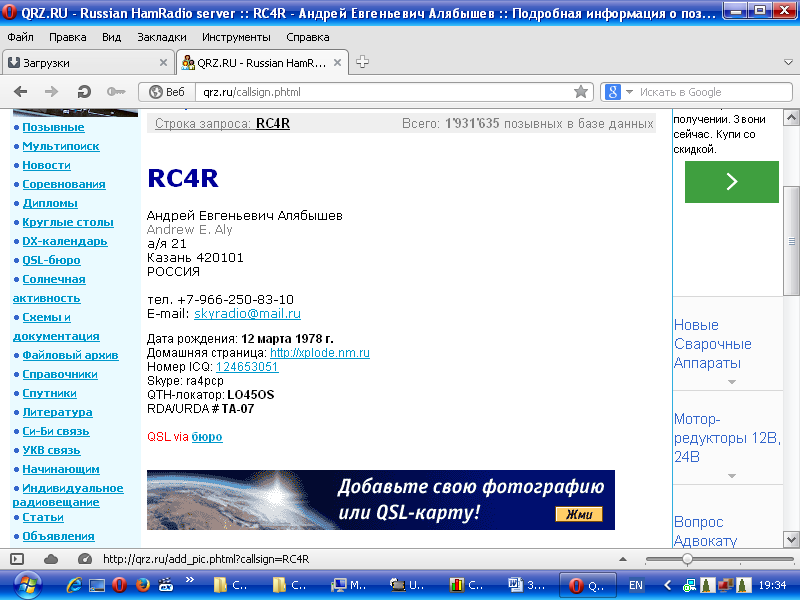 QRZ.RU - Russian HamRadio server :: RC4R - Андрей Евгеньевич Алябышев :: Подробная информация о поз...
Файл Правка Вид Закладки Инструменты Справка
Загрузки
QRZ.RU - Russian HamR...
Веб
qrz.ru/callsign.phtml
Искать в Google
Позывные
Мультипоиск
Новости
Соревнования
Дипломы
Круглые столы
DX-календарь
QSL-бюро
Солнечная
активность
Схемы и
документация
Файловый архив
Справочники
Спутники
Литература
Си-Би связь
УКВ связь
Начинающим
Индивидуальное
радиовещание
Статьи
Объявления
Строка запроса: RC4R
Всего: 1'931'635 позывных в базе данных
RC4R
Андрей Евгеньевич Алябышев
Andrew E. Aly
а/я 21
Казань 420101
РОССИЯ
тел. +7-966-250-83-10
E-mail: skyradio@mail.ru
Дата рождения: 12 марта 1978 г.
Домашняя страница: http://xplode.nm.ru
Номер ICQ: 124653051
Skype: ra4pcp
QTH-локатор: LO45OS
RDA/URDA # TA-07
QSL via бюро
Добавьте свою фотографию
или QSL-карту!
Жми
получении. Звони
сейчас. Купи со
скидкой.
Новые
Сварочные
Аппараты
Мотор-
редукторы 12В,
24В
Вопрос
Адвокату
http://qrz.ru/add_pic.phtml?callsign=RC4R
С... С... М... U... С... З... Q... EN 19:34